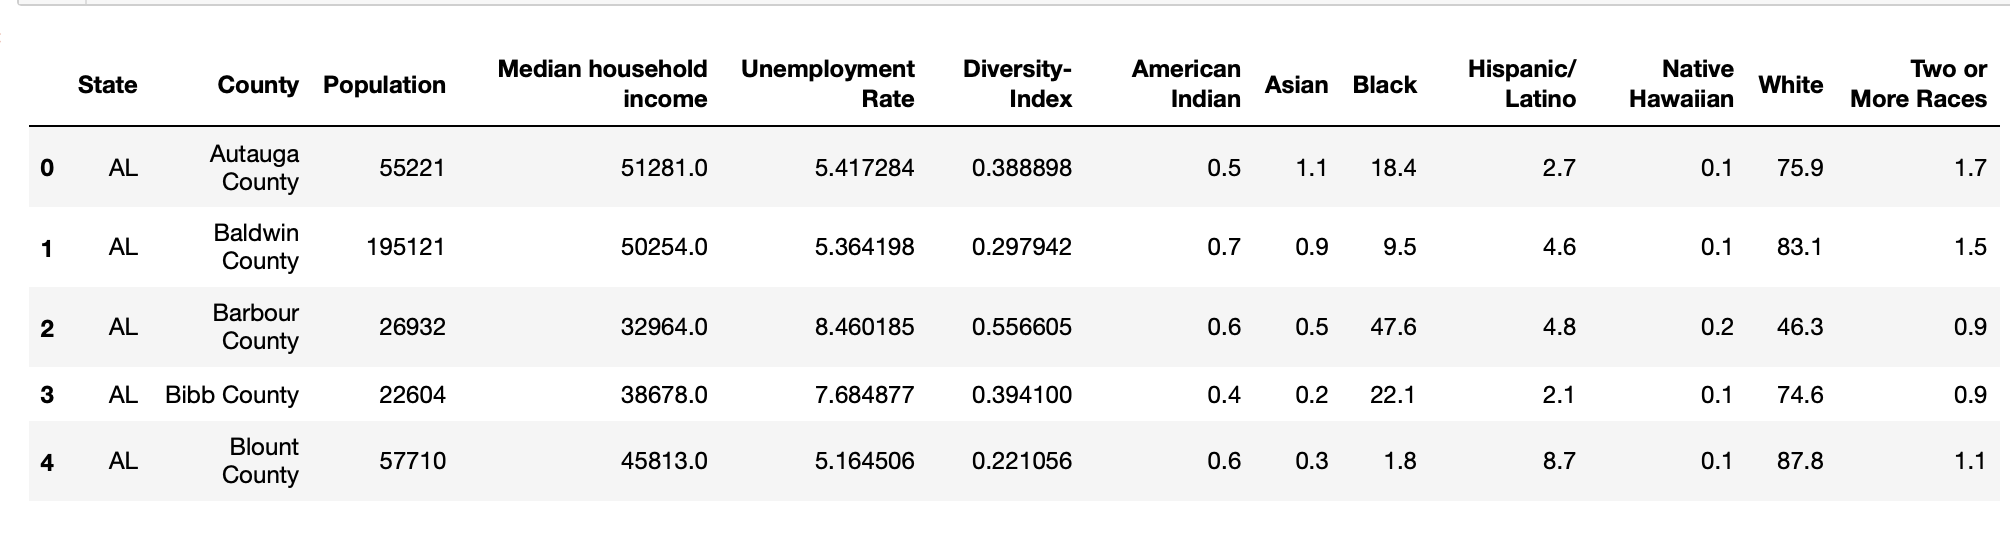 State County Population Median household income Unemployment Rate Diversity-Index American Indian Asian Black Hispanic/Latino Native Hawaiian White Two or More Races
0 AL Autauga County 55221 51281.0 5.417284 0.388898 0.5 1.1 18.4 2.7 0.1 75.9 1.7
1 AL Baldwin County 195121 50254.0 5.364198 0.297942 0.7 0.9 9.5 4.6 0.1 83.1 1.5
2 AL Barbour County 26932 32964.0 8.460185 0.556605 0.6 0.5 47.6 4.8 0.2 46.3 0.9
3 AL Bibb County 22604 38678.0 7.684877 0.394100 0.4 0.2 22.1 2.1 0.1 74.6 0.9
4 AL Blount County 57710 45813.0 5.164506 0.221056 0.6 0.3 1.8 8.7 0.1 87.8 1.1